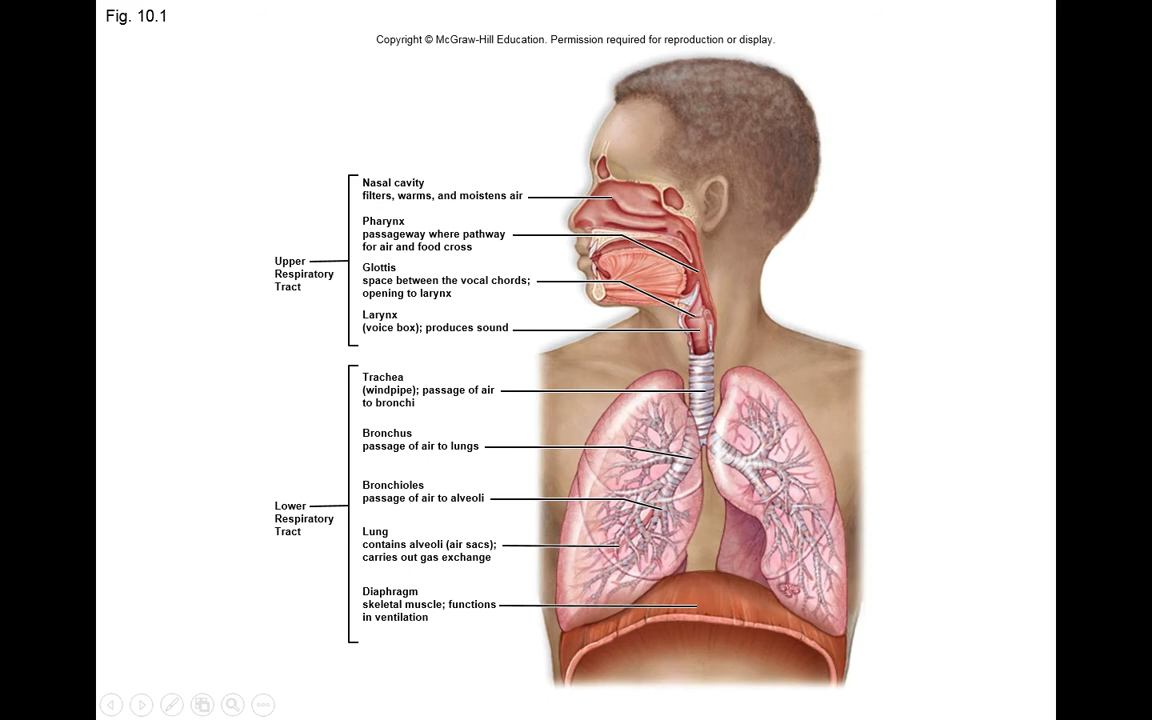 Fig. 10.1
Copyright © McGraw-Hill Education. Permission required for reproduction or display.
Upper
Respiratory
Tract
Nasal cavity
filters, warms, and moistens air
Pharynx
passageway where pathway
for air and food cross
Glottis
space between the vocal chords;
opening to larynx
Larynx
(voice box); produces sound
Lower
Respiratory
Tract
Trachea
(windpipe); passage of air
to bronchi
Bronchus
passage of air to lungs
Bronchioles
passage of air to alveoli
Lung
contains alveoli (air sacs);
carries out gas exchange
Diaphragm
skeletal muscle; functions
in ventilation